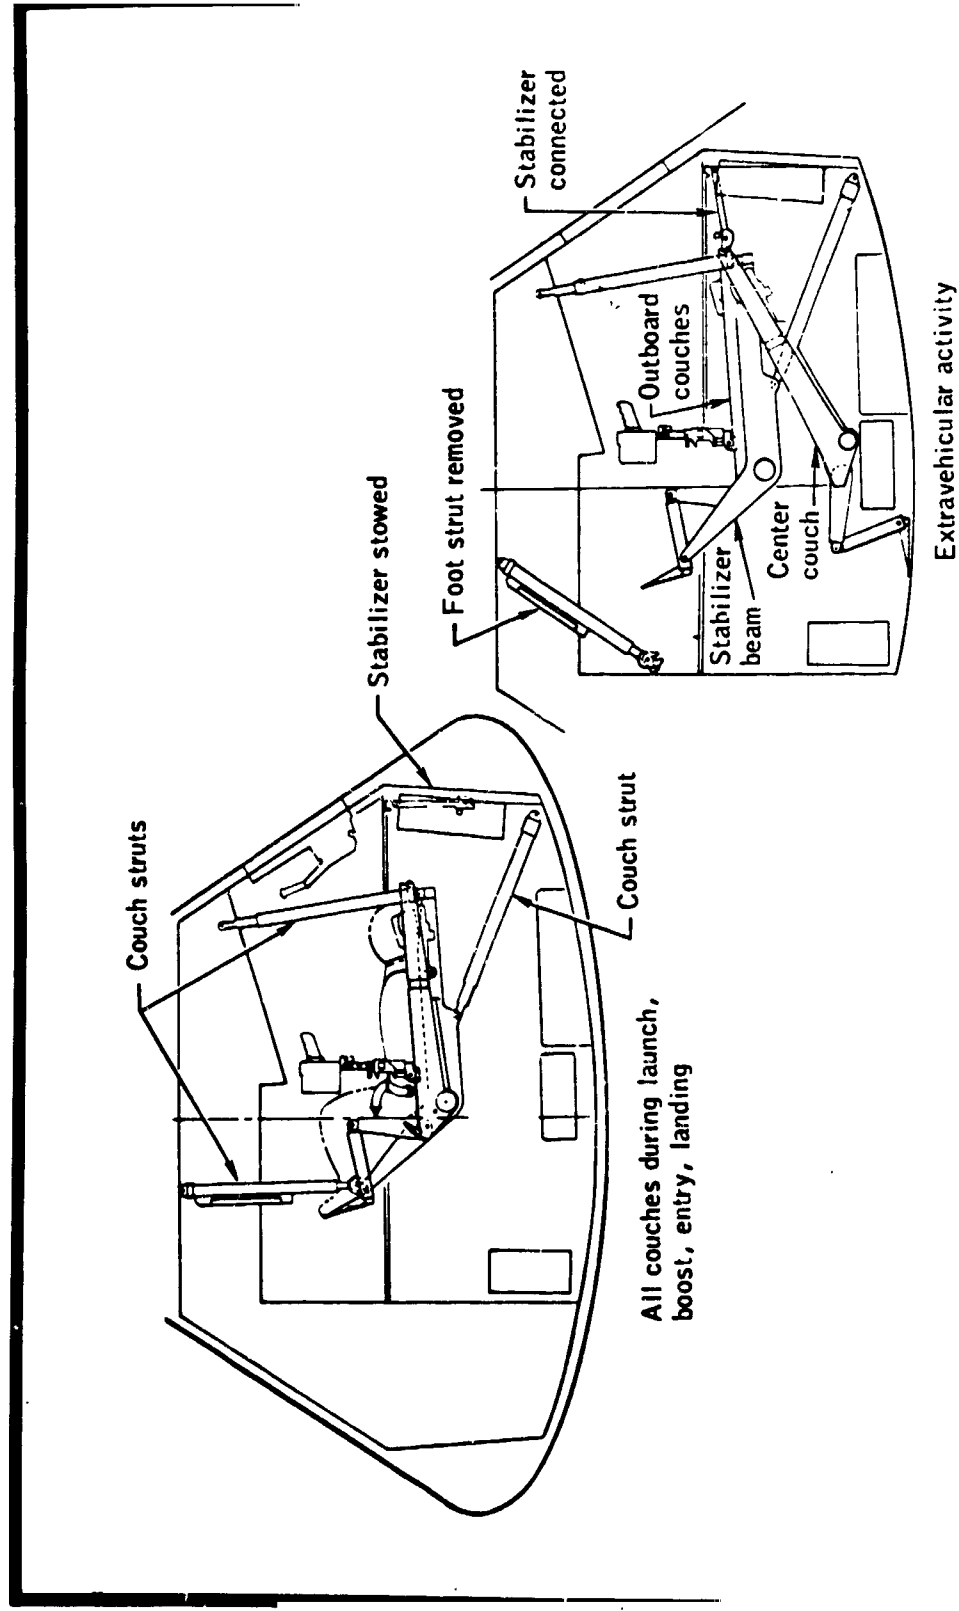 Couch struts
Stabilizer stowed
Couch strut
All couches during launch,
boost, entry, landing
Foot strut removed
Stabilizer
connected
Outboard
couches
Stabilizer
beam
Center
couch
Extravehicular activity